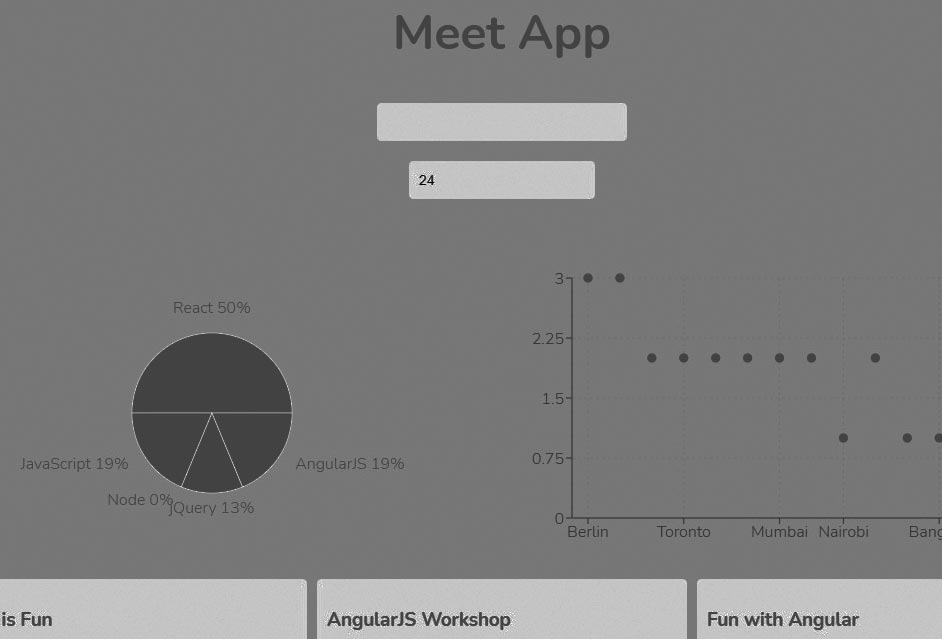 Meet App
24
React 50%
JavaScript 19%
AngularJS 19%
Node 0%
jQuery 13%
3
2.25
1.5
0.75
0
Berlin Toronto Mumbai Nairobi Bang
is Fun
AngularJS Workshop
Fun with Angular